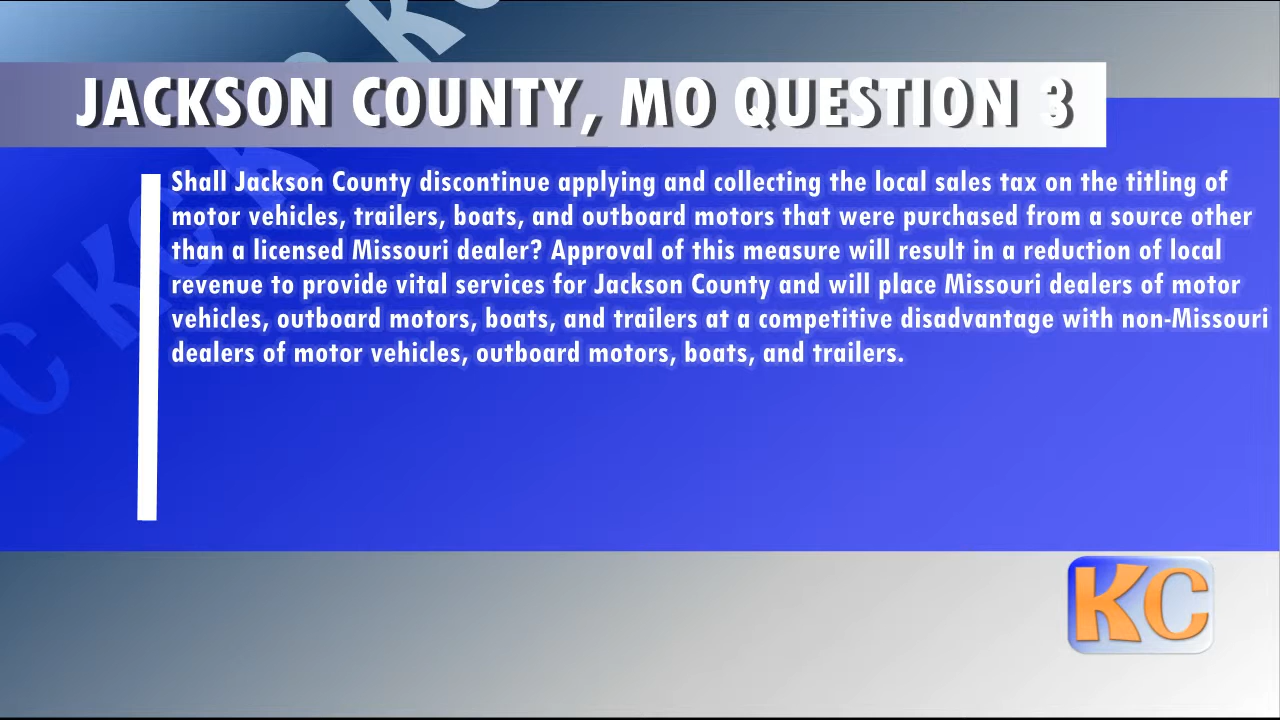 JACKSON COUNTY, MO QUESTION 3
Shall Jackson County discontinue applying and collecting the local sales tax on the titling of
motor vehicles, trailers, boats, and outboard motors that were purchased from a source other
than a licensed Missouri dealer? Approval of this measure will result in a reduction of local
revenue to provide vital services for Jackson County and will place Missouri dealers of motor
vehicles, outboard motors, boats, and trailers at a competitive disadvantage with non-Missouri
dealers of motor vehicles, outboard motors, boats, and trailers.
KC